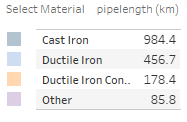 Select Material pipelength (km)
Cast Iron 984.4
Ductile Iron 456.7
Ductile Iron Con.. 178.4
Other 85.8